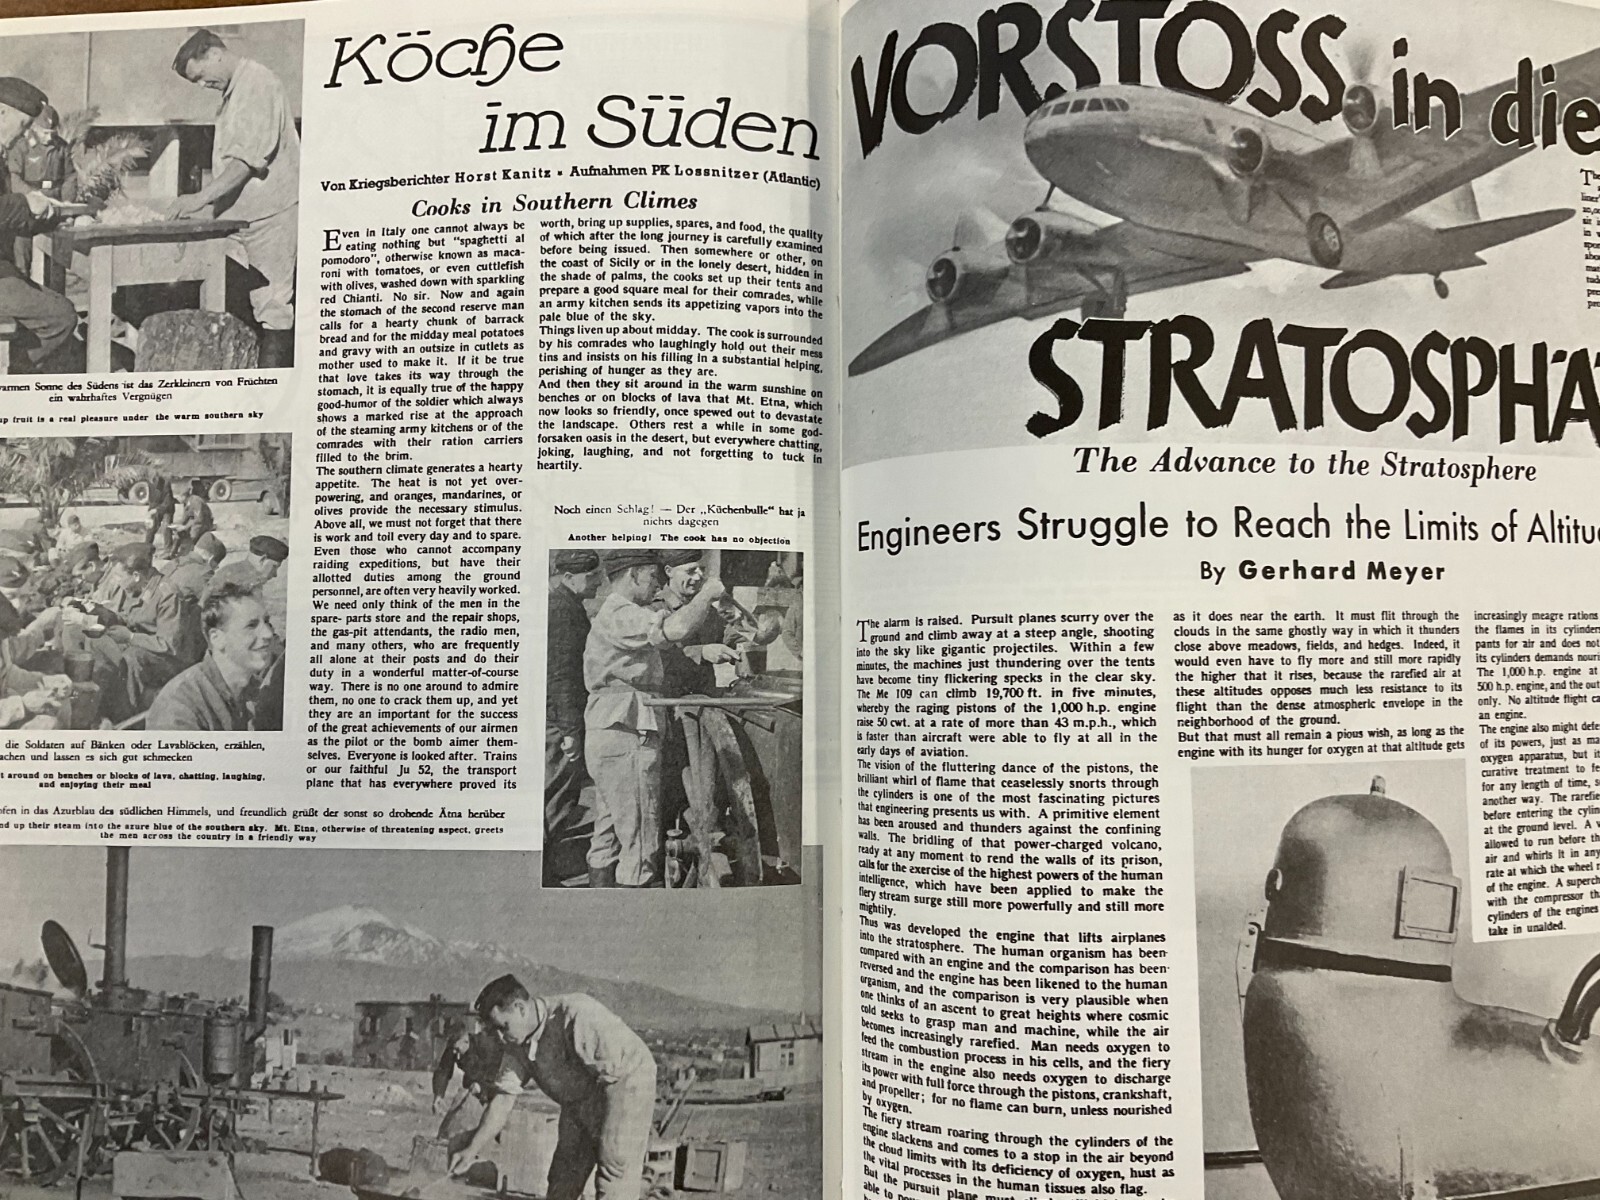 Köche
im Süden
Von Kriegsberichter Horst Kanitz • Aufnahmen PK Lossnitzer (Atlantic)
Cooks in Southern Climes
Even in Italy one cannot always be
eating nothing but "spaghetti al
pomodoro", otherwise known as maca-
roni with tomatoes, or even cuttlefish
with olives, washed down with sparkling
red Chianti. No sir. Now and again
the stomach of the second reserve man
calls for a hearty chunk of barrack
bread and for the midday meal potatoes
and gravy with an outsize in cutlets as
mother used to make it. If it be true
that love takes its way through the
stomach, it is equally true of the happy
good-humor of the soldier which always
shows a marked rise at the approach
of the steaming army kitchens or of the
comrades with their ration carriers
filled to the brim.
The southern climate generates a hearty
appetite. The heat is not yet over-
powering, and oranges, mandarines, or
olives provide the necessary stimulus.
Above all, we must not forget that there
is work and toil every day and to spare.
Even those who cannot accompany
raiding expeditions, but have their
allotted duties among the ground
personnel, are often very heavily worked.
We need only think of the men in the
spare- parts store and the repair shops,
the gas-pit attendants, the radio men,
and many others, who are frequently
all alone at their posts and do their
duty in a wonderful matter-of-course
way. There is no one around to admire
them, no one to crack them up, and yet
they are an important for the success
of the great achievements of our airmen
as the pilot or the bomb aimer them-
selves. Everyone is looked after. Trains
or our faithful Ju 52, the transport
plane that has everywhere proved its
worth, bring up supplies, spares, and food, the quality
of which after the long journey is carefully examined
before being issued. Then somewhere or other, on
the coast of Sicily or in the lonely desert, hidden in
the shade of palms, the cooks set up their tents and
prepare a good square meal for their comrades, while
an army kitchen sends its appetizing vapors into the
pale blue of the sky.
Things liven up about midday. The cook is surrounded
by his comrades who laughingly hold out their mess
tins and insists on his filling in a substantial helping,
perishing of hunger as they are.
And then they sit around in the warm sunshine on
benches or on blocks of lava that Mt. Etna, which
now looks so friendly, once spewed out to devastate
the landscape. Others rest a while in some god-
forsaken oasis in the desert, but everywhere chatting,
joking, laughing, and not forgetting to tuck in
heartily.
armen Sonne des Südens ist das Zerkleinern von Früchten
ein wahrhaftes Vergnügen
up fruit is a real pleasure under the warm southern sky
die Soldaten auf Bänken oder Lavablöcken, erzählen,
achen und lassen es sich gut schmecken
t around on benches or blocks of lava, chatting, laughing,
and enjoying their meal
Noch einen Schlag! — Der „Küchenbulle" hat ja
nichts dagegen
Another helping! The cook has no objection
fen in das Azurblau des südlichen Himmels, und freundlich grüßt der sonst so drohende Ätna herüber
nd up their steam into the azure blue of the southern sky. Mt. Etna, otherwise of threatening aspect, greets
the men across the country in a friendly way
VORSTOSS in die
STRATOSPHÄ
The Advance to the Stratosphere
Engineers Struggle to Reach the Limits of Altitu
By Gerhard Meyer
The alarm is raised. Pursuit planes scurry over the
ground and climb away at a steep angle, shooting
into the sky like gigantic projectiles. Within a few
minutes, the machines just thundering over the tents
have become tiny flickering specks in the clear sky.
The Me 109 can climb 19,700 ft. in five minutes,
whereby the raging pistons of the 1,000 h.p. engine
raise 50 cwt. at a rate of more than 43 m.p.h., which
is faster than aircraft were able to fly at all in the
early days of aviation.
The vision of the fluttering dance of the pistons, the
brilliant whirl of flame that ceaselessly snorts through
the cylinders is one of the most fascinating pictures
that engineering presents us with. A primitive element
has been aroused and thunders against the confining
walls. The bridling of that power-charged volcano,
ready at any moment to rend the walls of its prison,
calls for the exercise of the highest powers of the human
intelligence, which have been applied to make the
fiery stream surge still more powerfully and still more
mightily.
Thus was developed the engine that lifts airplanes
into the stratosphere. The human organism has been
compared with an engine and the comparison has been
reversed and the engine has been likened to the human
organism, and the comparison is very plausible when
one thinks of an ascent to great heights where cosmic
cold seeks to grasp man and machine, while the air
becomes increasingly rarefied. Man needs oxygen to
feed the combustion process in his cells, and the fiery
stream in the engine also needs oxygen to discharge
its power with full force through the pistons, crankshaft,
and propeller; for no flame can burn, unless nourished
by oxygen.
The fiery stream roaring through the cylinders of the
engine slackens and comes to a stop in the air beyond
the cloud limits with its deficiency of oxygen, hust as
the vital processes in the human tissues also flag.
But the pursuit plane must
able to
as it does near the earth. It must flit through the
clouds in the same ghostly way in which it thunders
close above meadows, fields, and hedges. Indeed, it
would even have to fly more and still more rapidly
the higher that it rises, because the rarefied air at
these altitudes opposes much less resistance to its
flight than the dense atmospheric envelope in the
neighborhood of the ground.
But that must all remain a pious wish, as long as the
engine with its hunger for oxygen at that altitude gets
increasingly meagre rations
the flames in its cylinders
pants for air and does not
its cylinders demands nouri
The 1,000 h.p. engine at
500 h.p. engine, and the out
only. No altitude flight ca
an engine.
The engine also might defe
of its powers, just as ma
oxygen apparatus, but it
curative treatment to fe
for any length of time, s
another way. The rarefie
before entering the cylin
at the ground level. A v
allowed to run before th
air and whirls it in any
rate at which the wheel r
of the engine. A superch
with the compressor th
cylinders of the engines
take in unaided.